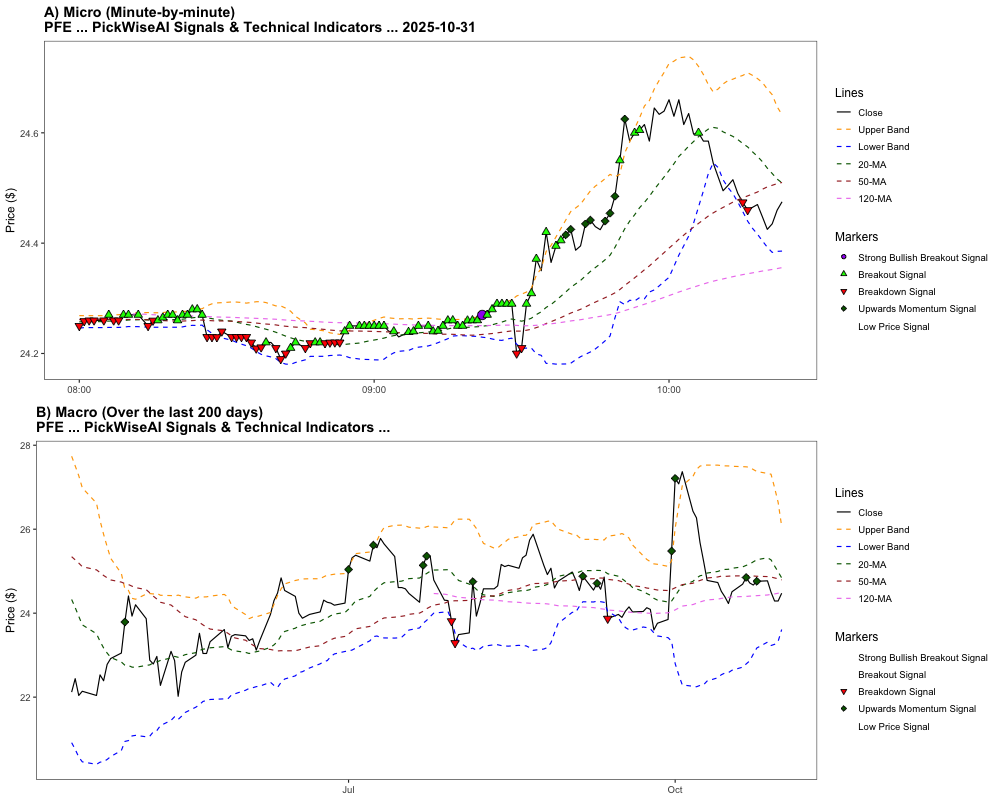 A) Micro (Minute-by-minute)
PFE ... PickWiseAI Signals & Technical Indicators ... 2025-10-31
Price ($)
24.6
24.4
24.2
08:00
09:00
10:00
Lines
Close
Upper Band
Lower Band
20-MA
50-MA
120-MA
Markers
Strong Bullish Breakout Signal
Breakout Signal
Breakdown Signal
Upwards Momentum Signal
Low Price Signal
B) Macro (Over the last 200 days)
PFE ... PickWiseAI Signals & Technical Indicators ...
Price ($)
28
26
24
22
Jul
Oct
Lines
Close
Upper Band
Lower Band
20-MA
50-MA
120-MA
Markers
Strong Bullish Breakout Signal
Breakout Signal
Breakdown Signal
Upwards Momentum Signal
Low Price Signal